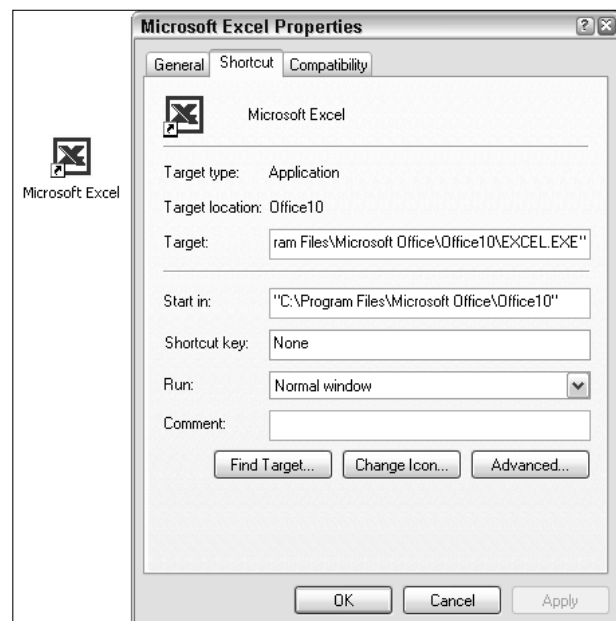 Microsoft Excel Properties
General Shortcut Compatibility
Microsoft Excel
Microsoft Excel
Target type: Application
Target location: Office10
Target: ram Files\Microsoft Office\Office10\EXCEL.EXE"
Start in: "C:\Program Files\Microsoft Office\Office10"
Shortcut key: None
Run: Normal window
Comment:
Find Target... Change Icon... Advanced...
OK Cancel Apply